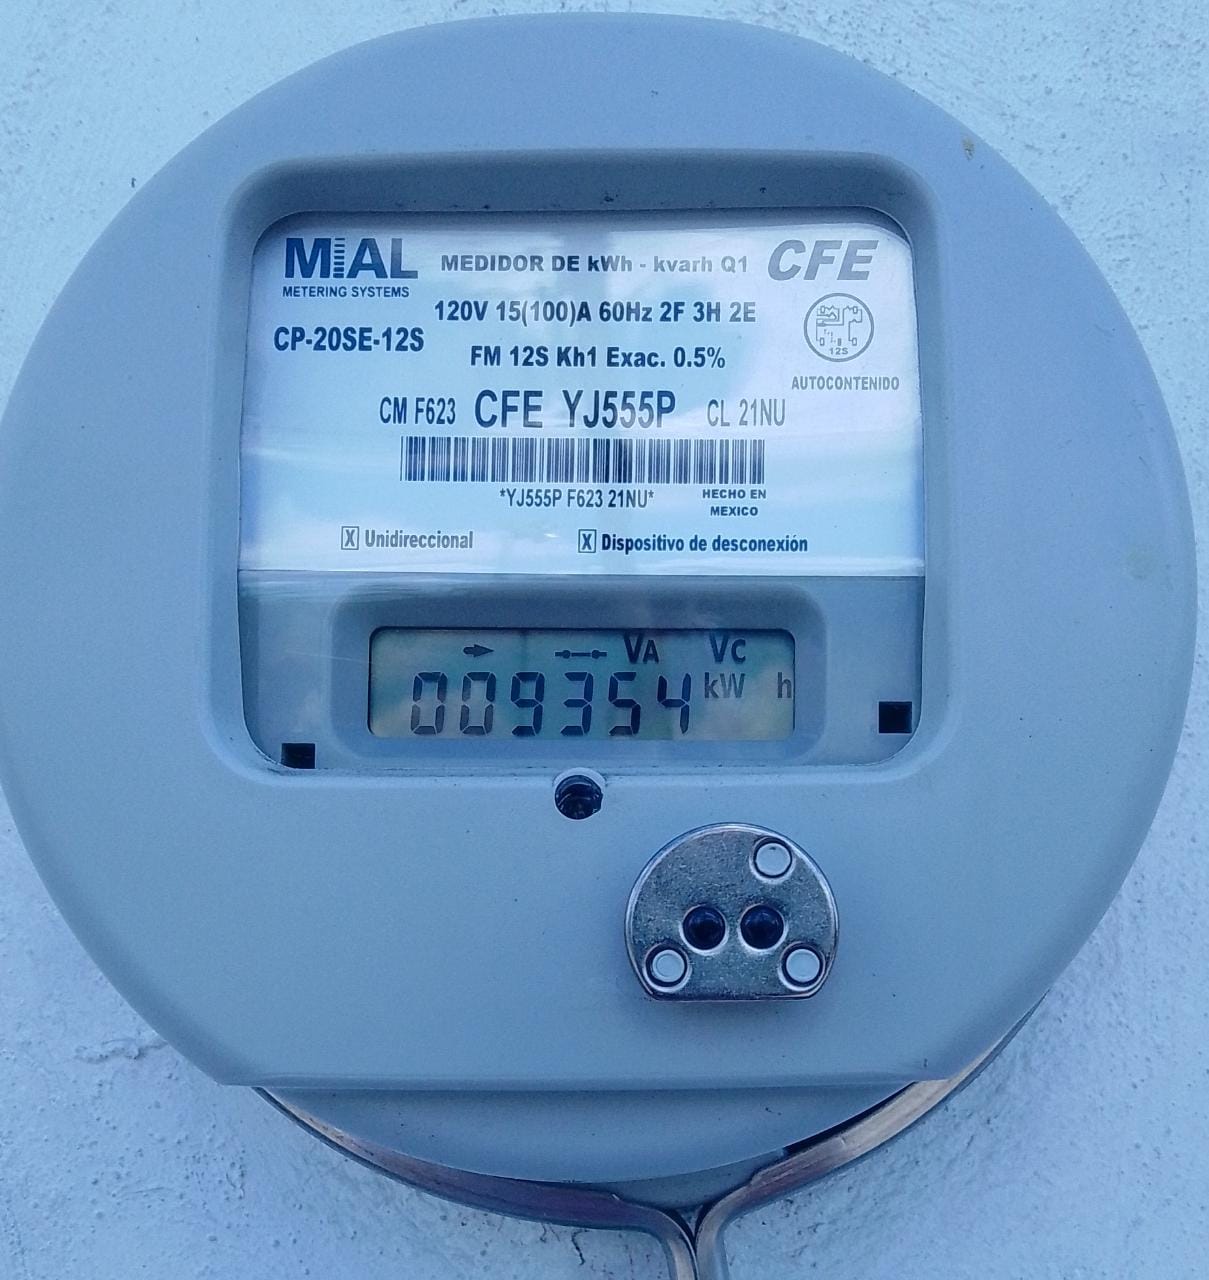 MIAL
METERING SYSTEMS
MEDIDOR DE kWh - kvarh Q1
CFE
120V 15(100)A 60Hz 2F 3H 2E
CP-20SE-12S
FM 12S Kh1 Exac. 0.5%
12S
AUTOCONTENIDO
CM F623 CFE YJ555P CL 21NU
*YJ555P F623 21NU*
HECHO EN
MEXICO
X Unidireccional
X Dispositivo de desconexión
VA VC
009354 kW h